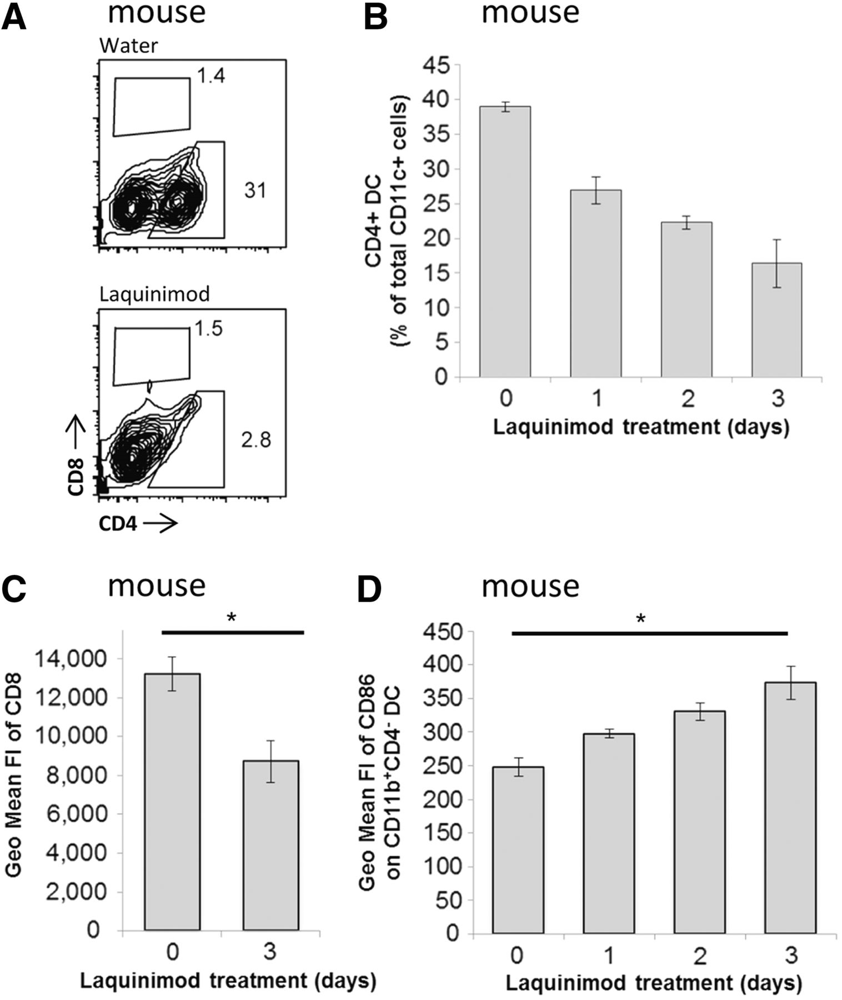 A mouse
Water
1.4
31
Laquinimod
1.5
2.8
CD8
CD4
B mouse
CD4+ DC
(% of total CD11c+ cells)
45
40
35
30
25
20
15
10
5
0
0 1 2 3
Laquinimod treatment (days)
C mouse
*
Geo Mean FI of CD8
14,000
12,000
10,000
8,000
6,000
4,000
2,000
0
0 3
Laquinimod treatment (days)
D mouse
*
Geo Mean FI of CD86
on CD11b⁺CD4⁻ DC
450
400
350
300
250
200
150
100
50
0
0 1 2 3
Laquinimod treatment (days)